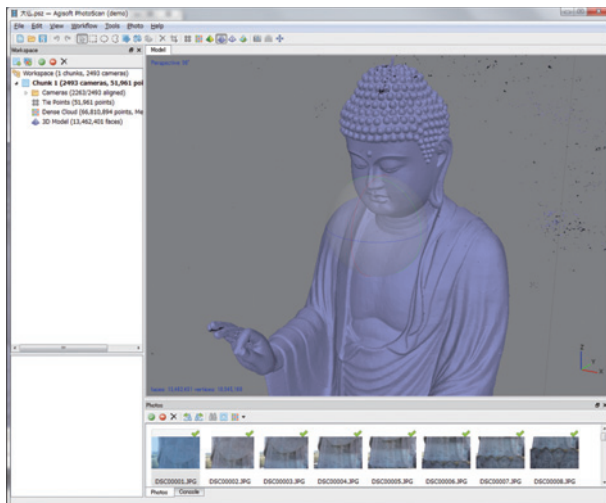 大仏.psz — Agisoft PhotoScan (demo)
File Edit View Workflow Tools Photo Help
Workspace
Model
Workspace (1 chunks, 2493 cameras)
Chunk 1 (2493 cameras, 51,961 poi
Cameras (2263/2493 aligned)
Tie Points (51,961 points)
Dense Cloud (66,810,894 points, Me
3D Model (13,462,401 faces)
Perspective 30°
Z
Y
X
Photos
DSC00001.JPG
DSC00002.JPG
DSC00003.JPG
DSC00004.JPG
DSC00005.JPG
DSC00006.JPG
DSC00007.JPG
DSC00008.JPG
Photos Console